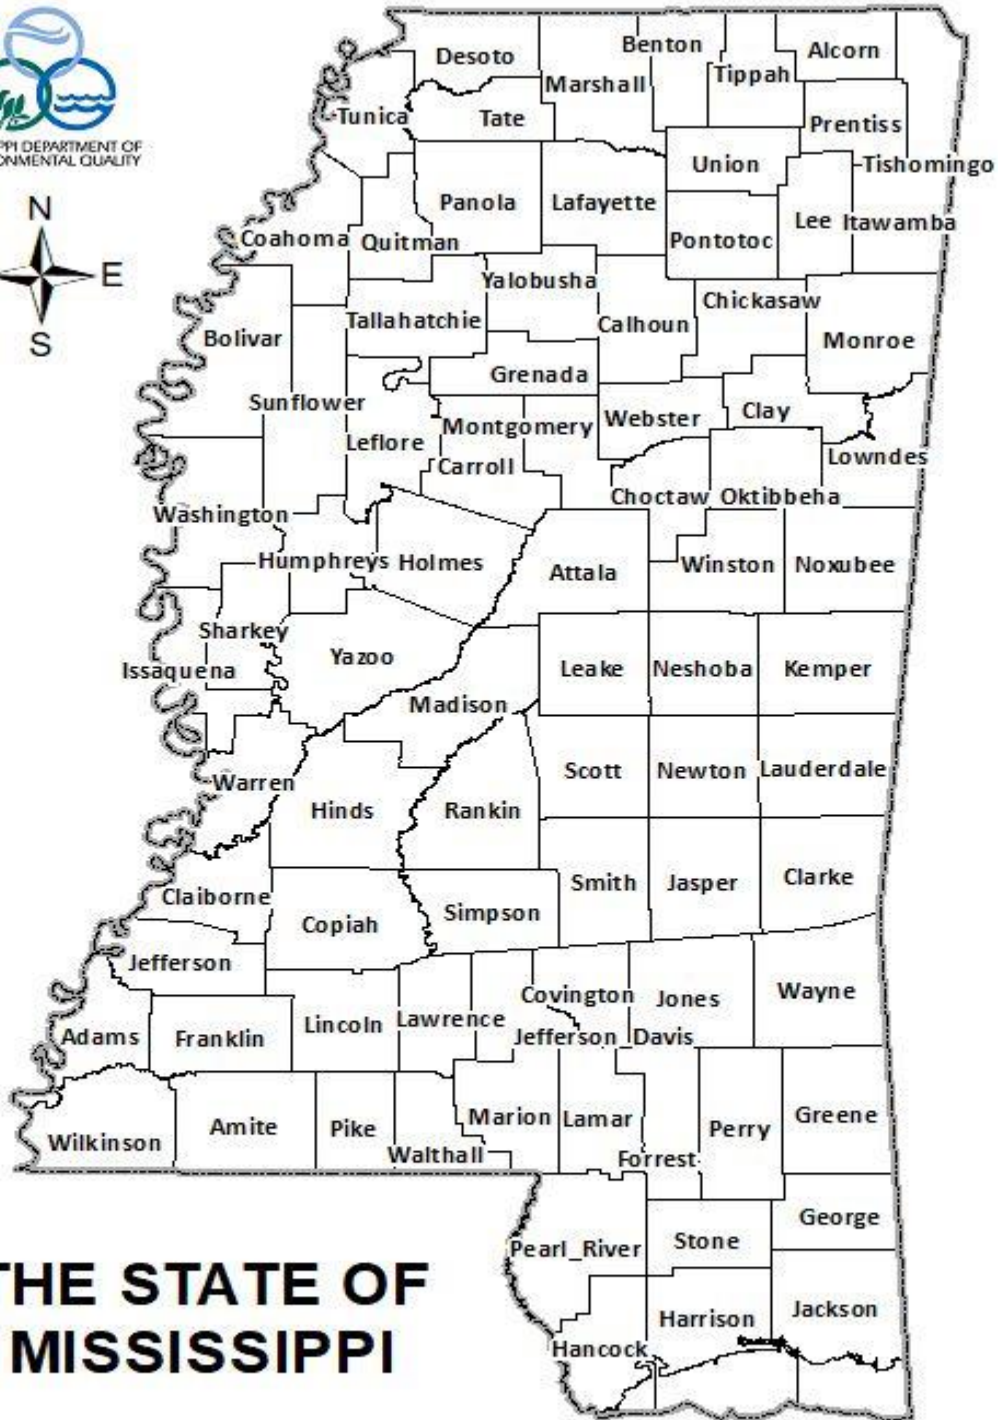 Desoto
Benton
Alcorn
Marshall
Tippah
Tunica
Tate
Prentiss
Union
Tishomingo
PPI DEPARTMENT OF
ONMENTAL QUALITY
N
E
S
Panola
Lafayette
Lee
Itawamba
Coahoma
Quitman
Pontotoc
Yalobusha
Chickasaw
Tallahatchie
Calhoun
Bolivar
Monroe
Grenada
Sunflower
Webster
Clay
Leflore
Montgomery
Carroll
Lowndes
Choctaw
Oktibbeha
Washington
Humphreys
Holmes
Attala
Winston
Noxubee
Sharkey
Yazoo
Issaquena
Leake
Neshoba
Kemper
Madison
Warren
Scott
Newton
Lauderdale
Hinds
Rankin
Smith
Jasper
Clarke
Claiborne
Copiah
Simpson
Jefferson
Covington
Jones
Wayne
Adams
Franklin
Lincoln
Lawrence
Jefferson_Davis
Marion
Lamar
Greene
Wilkinson
Amite
Pike
Perry
Walthall
Forrest
George
Pearl_River
Stone
Harrison
Jackson
Hancock
THE STATE OF
MISSISSIPPI